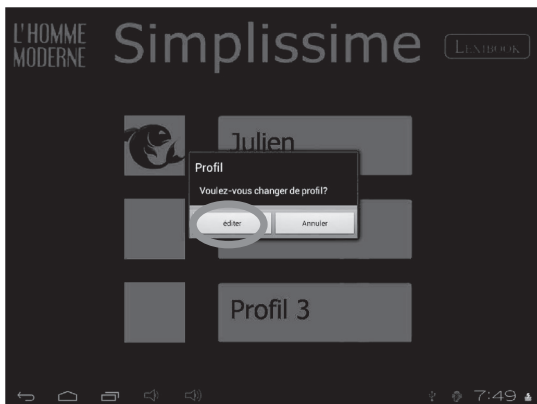 L'HOMME
MODERNE
Simplissime
LEXIBOOK
Julien
Profil
Voulez-vous changer de profil?
éditer
Annuler
Profil 3
7:49